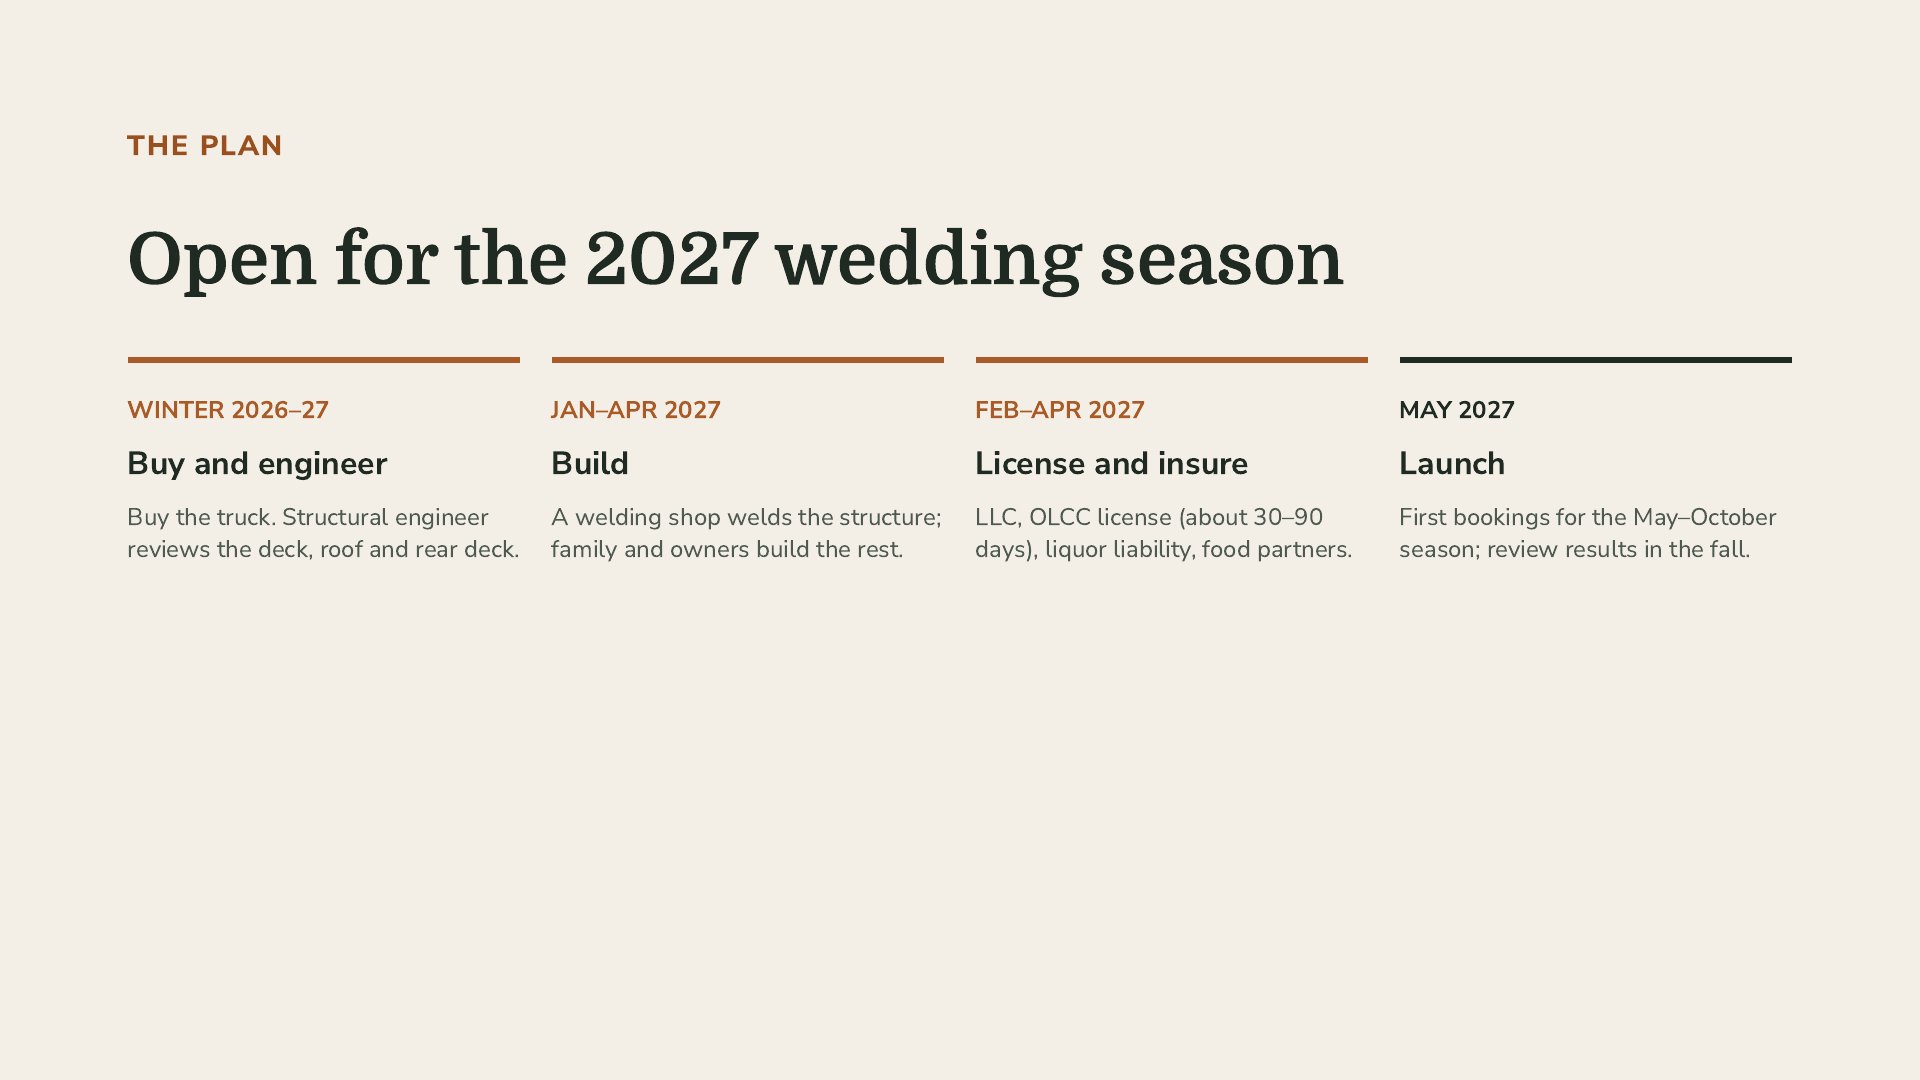 THE PLAN
Open for the 2027 wedding season
WINTER 2026–27
Buy and engineer
Buy the truck. Structural engineer
reviews the deck, roof and rear deck.
JAN–APR 2027
Build
A welding shop welds the structure;
family and owners build the rest.
FEB–APR 2027
License and insure
LLC, OLCC license (about 30–90
days), liquor liability, food partners.
MAY 2027
Launch
First bookings for the May–October
season; review results in the fall.